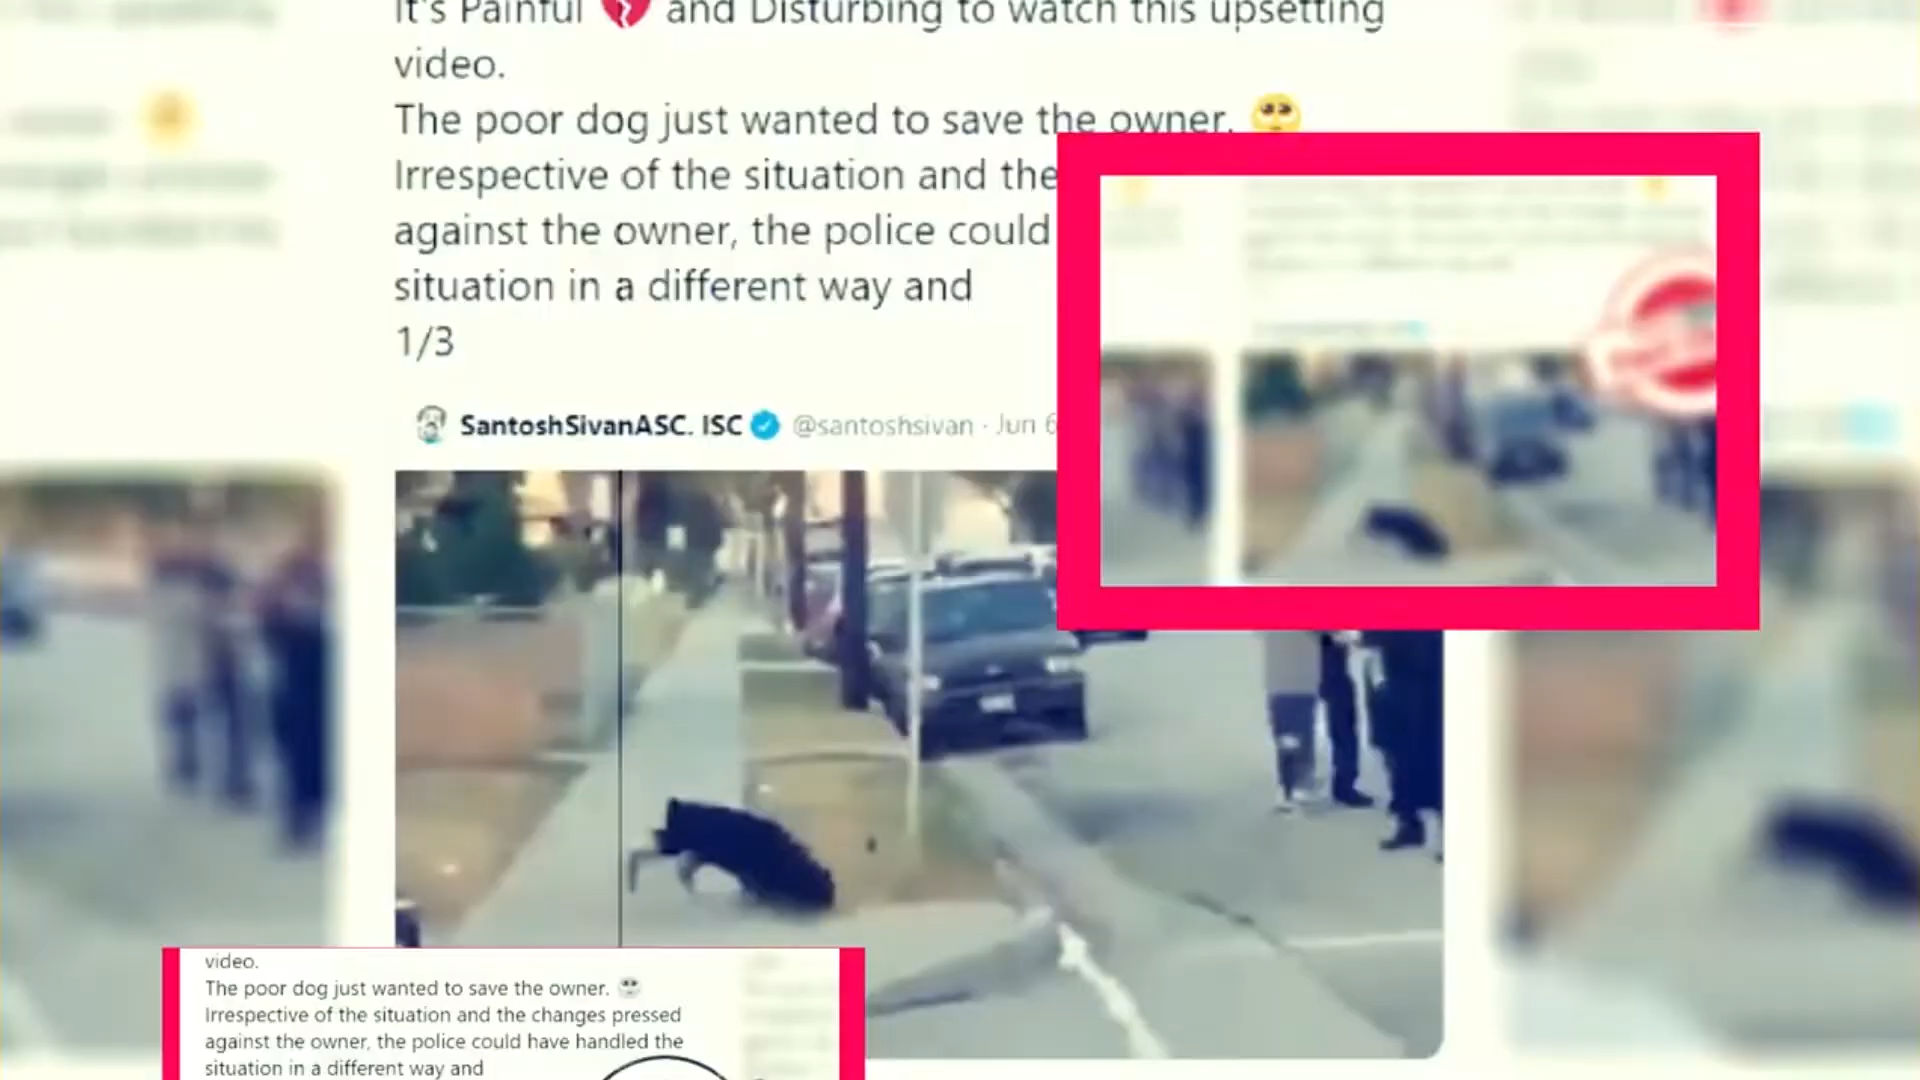 It's Painful 💔 and Disturbing to watch this upsetting
video.
The poor dog just wanted to save the owner. 🥺
Irrespective of the situation and the
against the owner, the police could
situation in a different way and
1/3
SantoshSivanASC. ISC @santoshsivan · Jun 6
video.
The poor dog just wanted to save the owner. 🥺
Irrespective of the situation and the changes pressed
against the owner, the police could have handled the
situation in a different way and